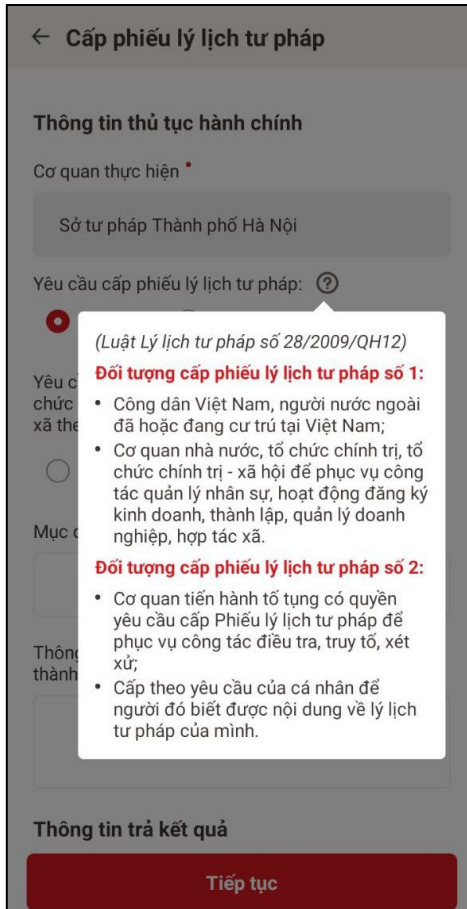 ← Cấp phiếu lý lịch tư pháp
Thông tin thủ tục hành chính
Cơ quan thực hiện *
Sở tư pháp Thành phố Hà Nội
Yêu cầu cấp phiếu lý lịch tư pháp: ?
(Luật Lý lịch tư pháp số 28/2009/QH12)
Đối tượng cấp phiếu lý lịch tư pháp số 1:
• Công dân Việt Nam, người nước ngoài
đã hoặc đang cư trú tại Việt Nam;
• Cơ quan nhà nước, tổ chức chính trị, tổ
chức chính trị - xã hội để phục vụ công
tác quản lý nhân sự, hoạt động đăng ký
kinh doanh, thành lập, quản lý doanh
nghiệp, hợp tác xã.
Đối tượng cấp phiếu lý lịch tư pháp số 2:
• Cơ quan tiến hành tố tụng có quyền
yêu cầu cấp Phiếu lý lịch tư pháp để
phục vụ công tác điều tra, truy tố, xét
xử;
• Cấp theo yêu cầu của cá nhân để
người đó biết được nội dung về lý lịch
tư pháp của mình.
Yêu
chức
xã
Mục
Thông
thành
Thông tin trả kết quả
Tiếp tục